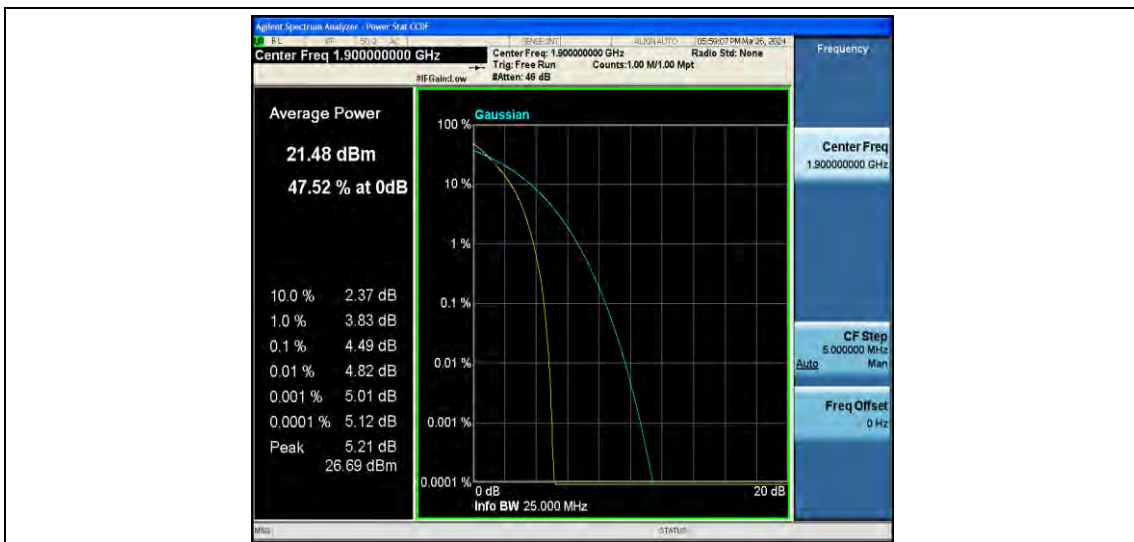 Agilent Spectrum Analyzer - Power Stat CCDF
RL RF 50 Ω AC SENSE:INT ALIGN AUTO 05:59:07 PM Mar 26, 2024
Center Freq 1.900000000 GHz
Center Freq: 1.900000000 GHz Radio Std: None
Trig: Free Run Counts:1.00 M/1.00 Mpt
#IFGain:Low #Atten: 46 dB
Frequency
Average Power
21.48 dBm
47.52 % at 0dB
10.0 % 2.37 dB
1.0 % 3.83 dB
0.1 % 4.49 dB
0.01 % 4.82 dB
0.001 % 5.01 dB
0.0001 % 5.12 dB
Peak 5.21 dB
26.69 dBm
Gaussian
100 %
10 %
1 %
0.1 %
0.01 %
0.001 %
0.0001 %
0 dB 20 dB
Info BW 25.000 MHz
Center Freq
1.900000000 GHz
CF Step
5.000000 MHz
Auto Man
Freq Offset
0 Hz
MSG STATUS